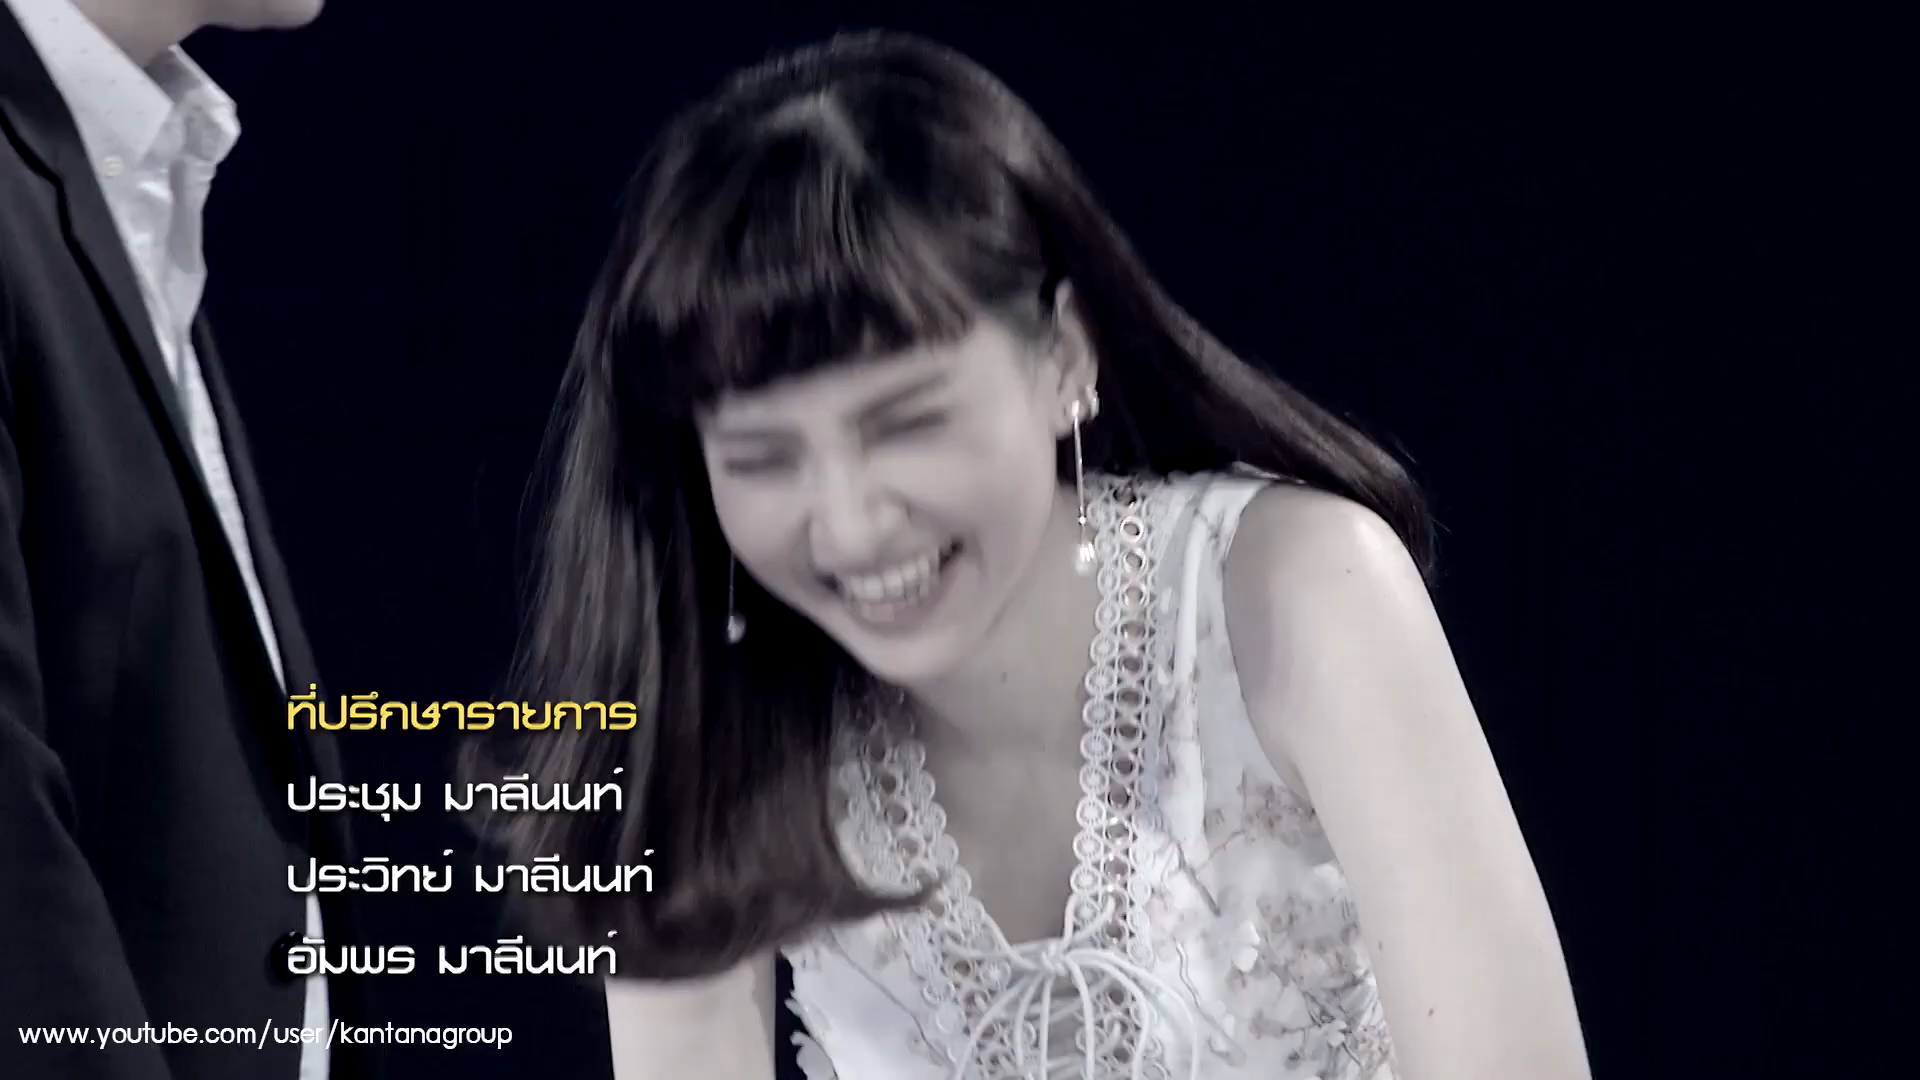 ที่ปรึกษารายการ
ประชุม มาลีนนท์
ประวิทย์ มาลีนนท์
อัมพร มาลีนนท์
www.youtube.com/user/kantanagroup